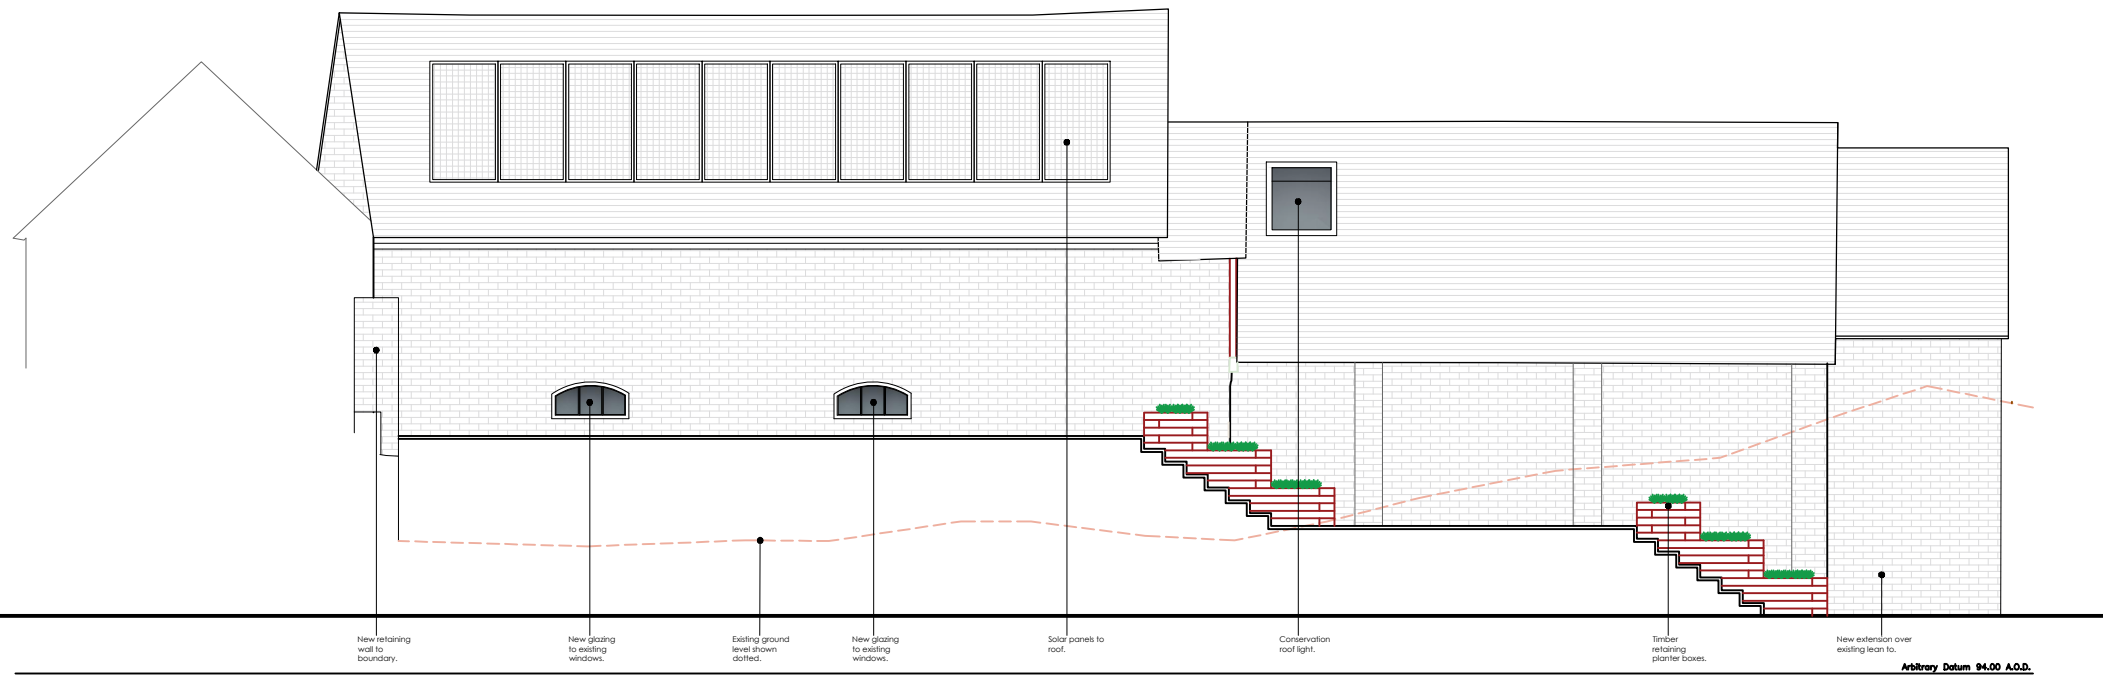 New retaining
wall to
boundary.
New glazing
to existing
windows.
Existing ground
level shown
dotted.
New glazing
to existing
windows.
Solar panels to
roof.
Conservation
roof light.
Timber
retaining
planter boxes.
New extension over
existing lean to.
Arbitrary Datum 94.00 A.O.D.